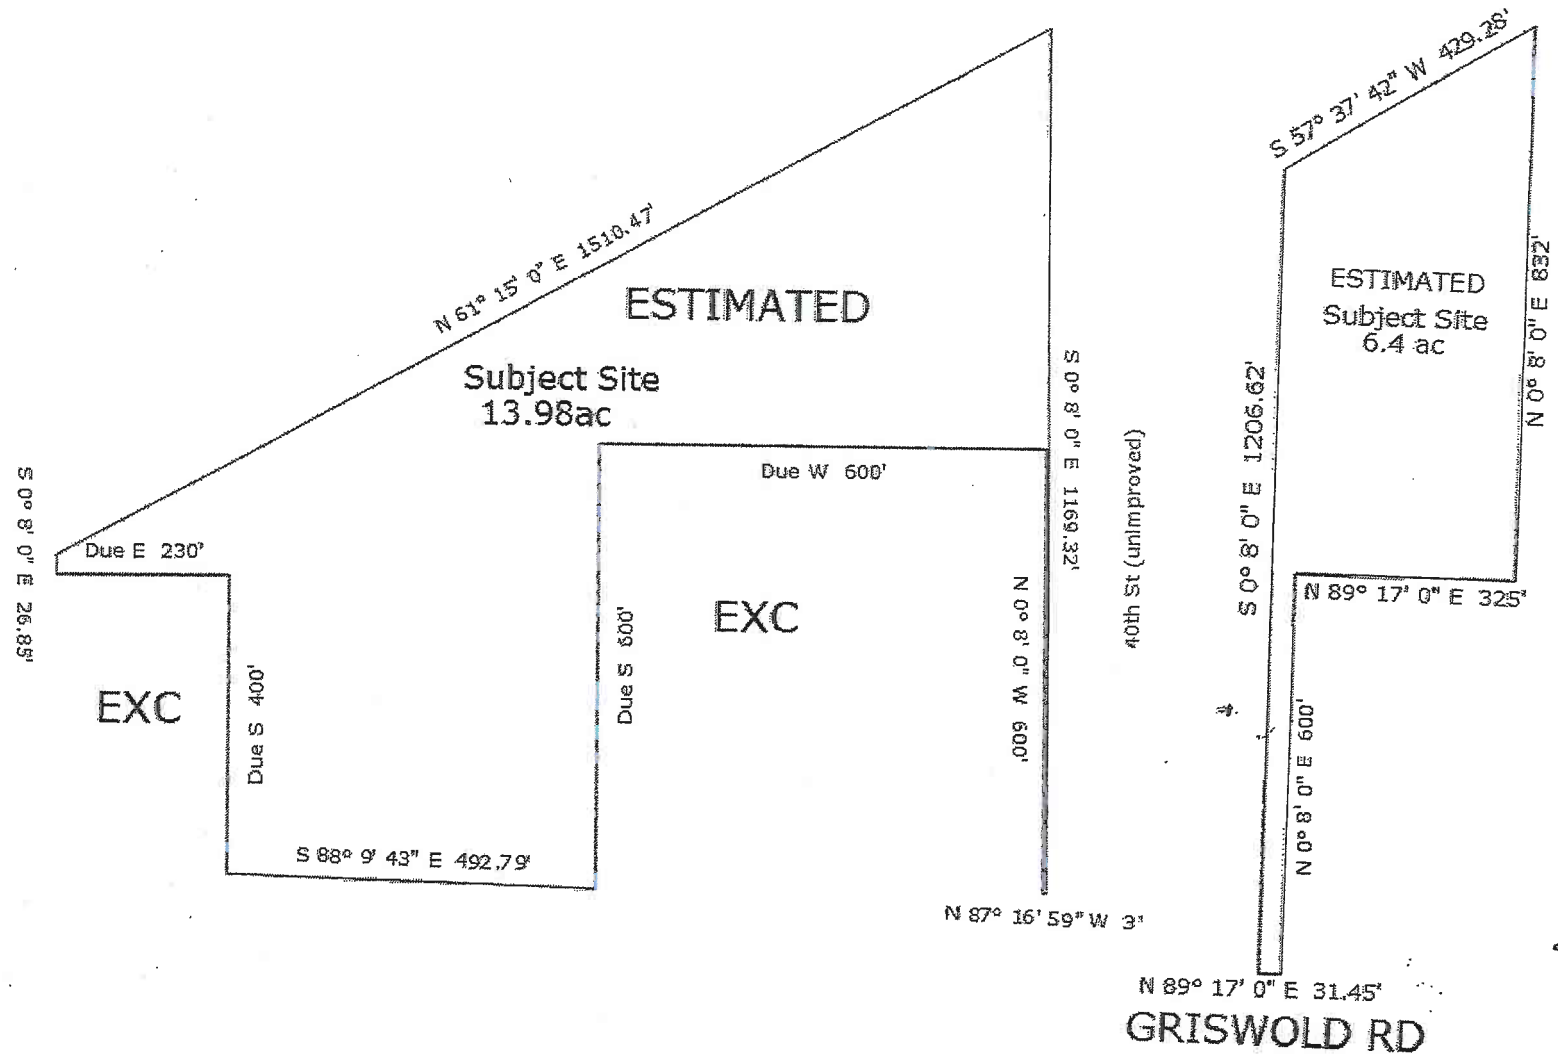 S 57° 37' 42" W 429.28'
N 61° 15' 0" E 1510.47'
ESTIMATED
Subject Site
13.98ac
ESTIMATED
Subject Site
6.4 ac
N 0° 8' 0" E 832'
S 0° 8' 0" E 1169.32'
S 0° 8' 0" E 1206.62'
40th St (unimproved)
Due W 600'
S 0° 8' 0" E 26.85'
Due E 230'
EXC
Due S 400'
Due S 600'
EXC
N 0° 8' 0" W 600'
N 89° 17' 0" E 325'
N 0° 8' 0" E 600'
S 88° 9' 43" E 492.79'
N 87° 16' 59" W 3'
N 89° 17' 0" E 31.45'
GRISWOLD RD